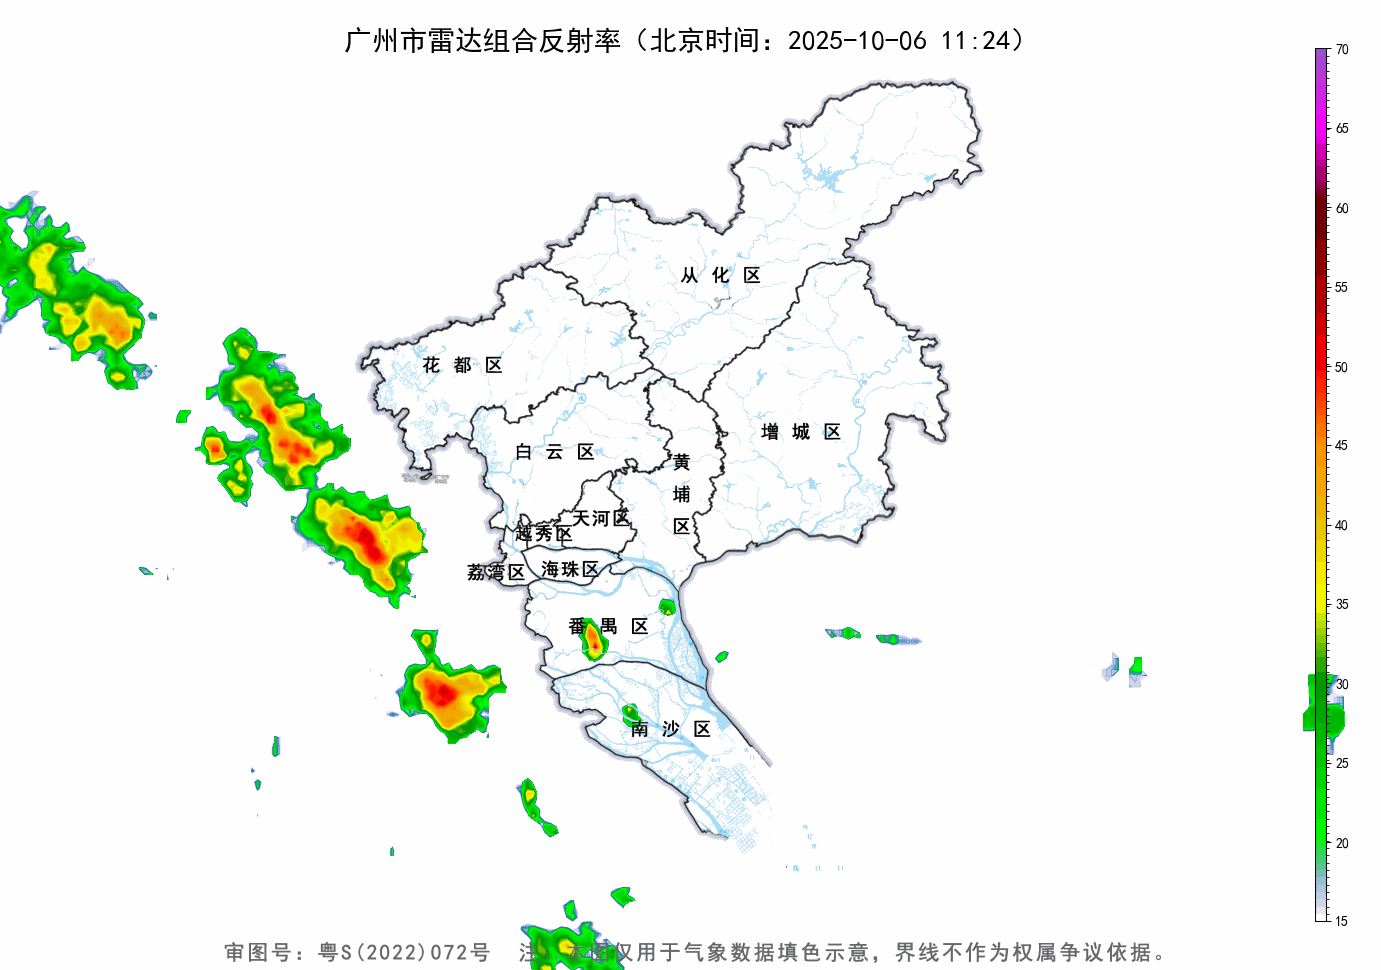 广州市雷达组合反射率（北京时间：2025-10-06 11:24）
70
65
60
55
50
45
40
35
30
25
20
15
从化区
花都区
增城区
白云区
黄埔区
天河区
越秀区
海珠区
荔湾区
番禺区
南沙区
审图号：粤S(2022)072号 注：本图仅用于气象数据填色示意，界线不作为权属争议依据。